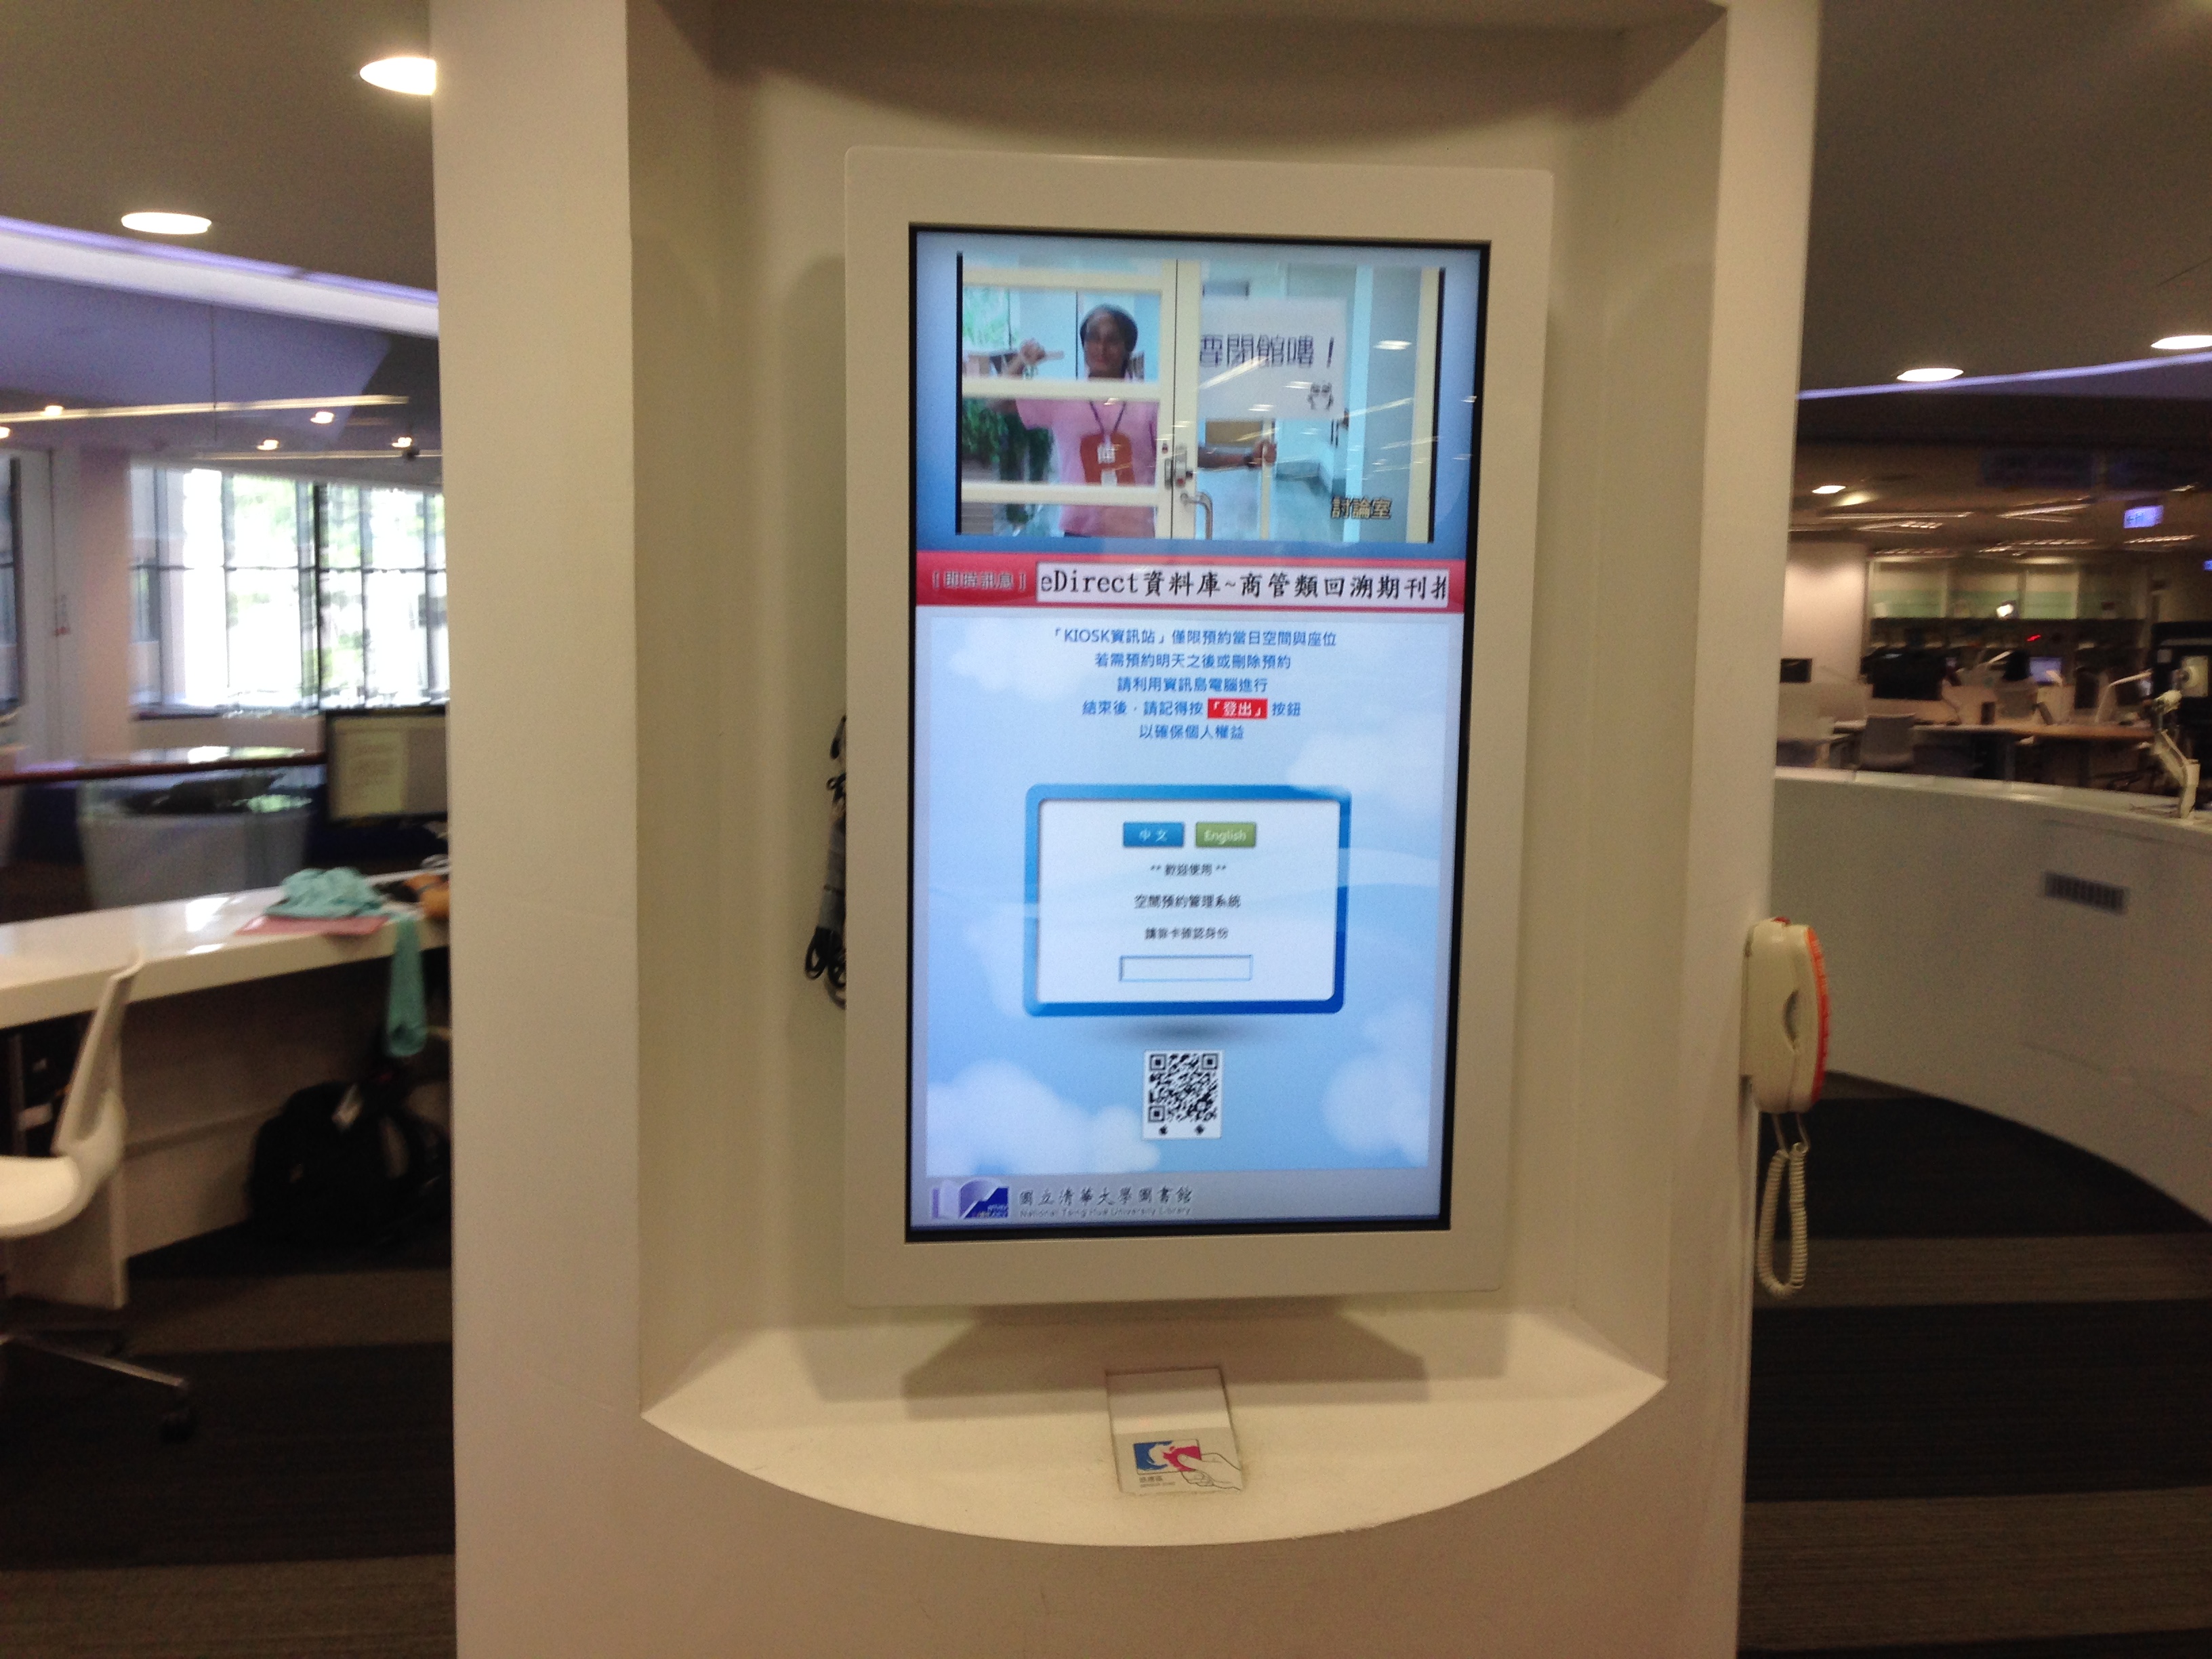 要閉館嘍！
討論室
[即時訊息]
eDirect資料庫~商管類回溯期刊推
「KIOSK資訊站」僅限預約當日空間與座位
若需預約明天之後或刪除預約
請利用資訊島電腦進行
結束後，請記得按「登出」按鈕
以確保個人權益
中文 English
** 歡迎使用 **
空間預約管理系統
請靠卡確認身份
國立清華大學圖書館
National Tsing Hua University Library
感應區